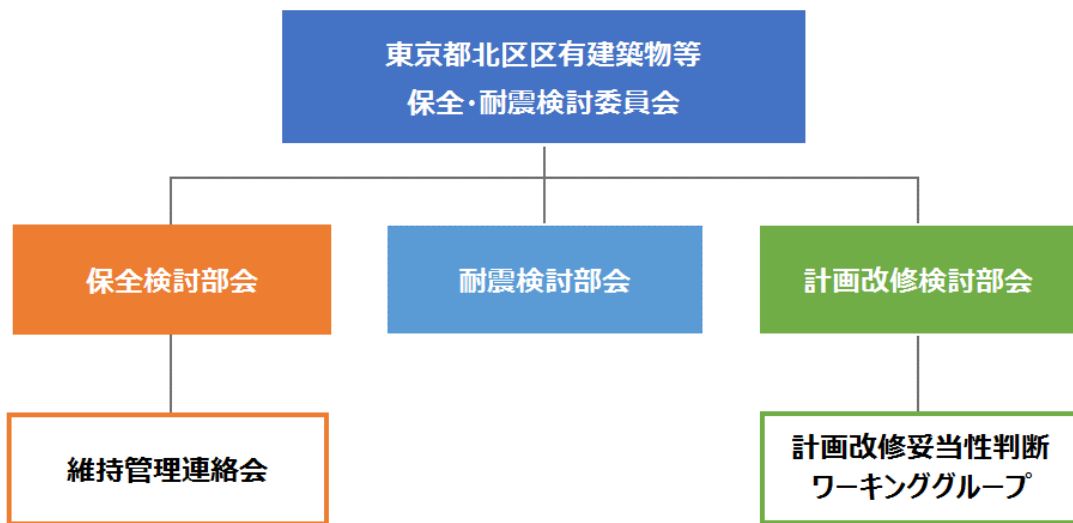 東京都北区区有建築物等
保全・耐震検討委員会
保全検討部会
耐震検討部会
計画改修検討部会
維持管理連絡会
計画改修妥当性判断
ワーキンググループ